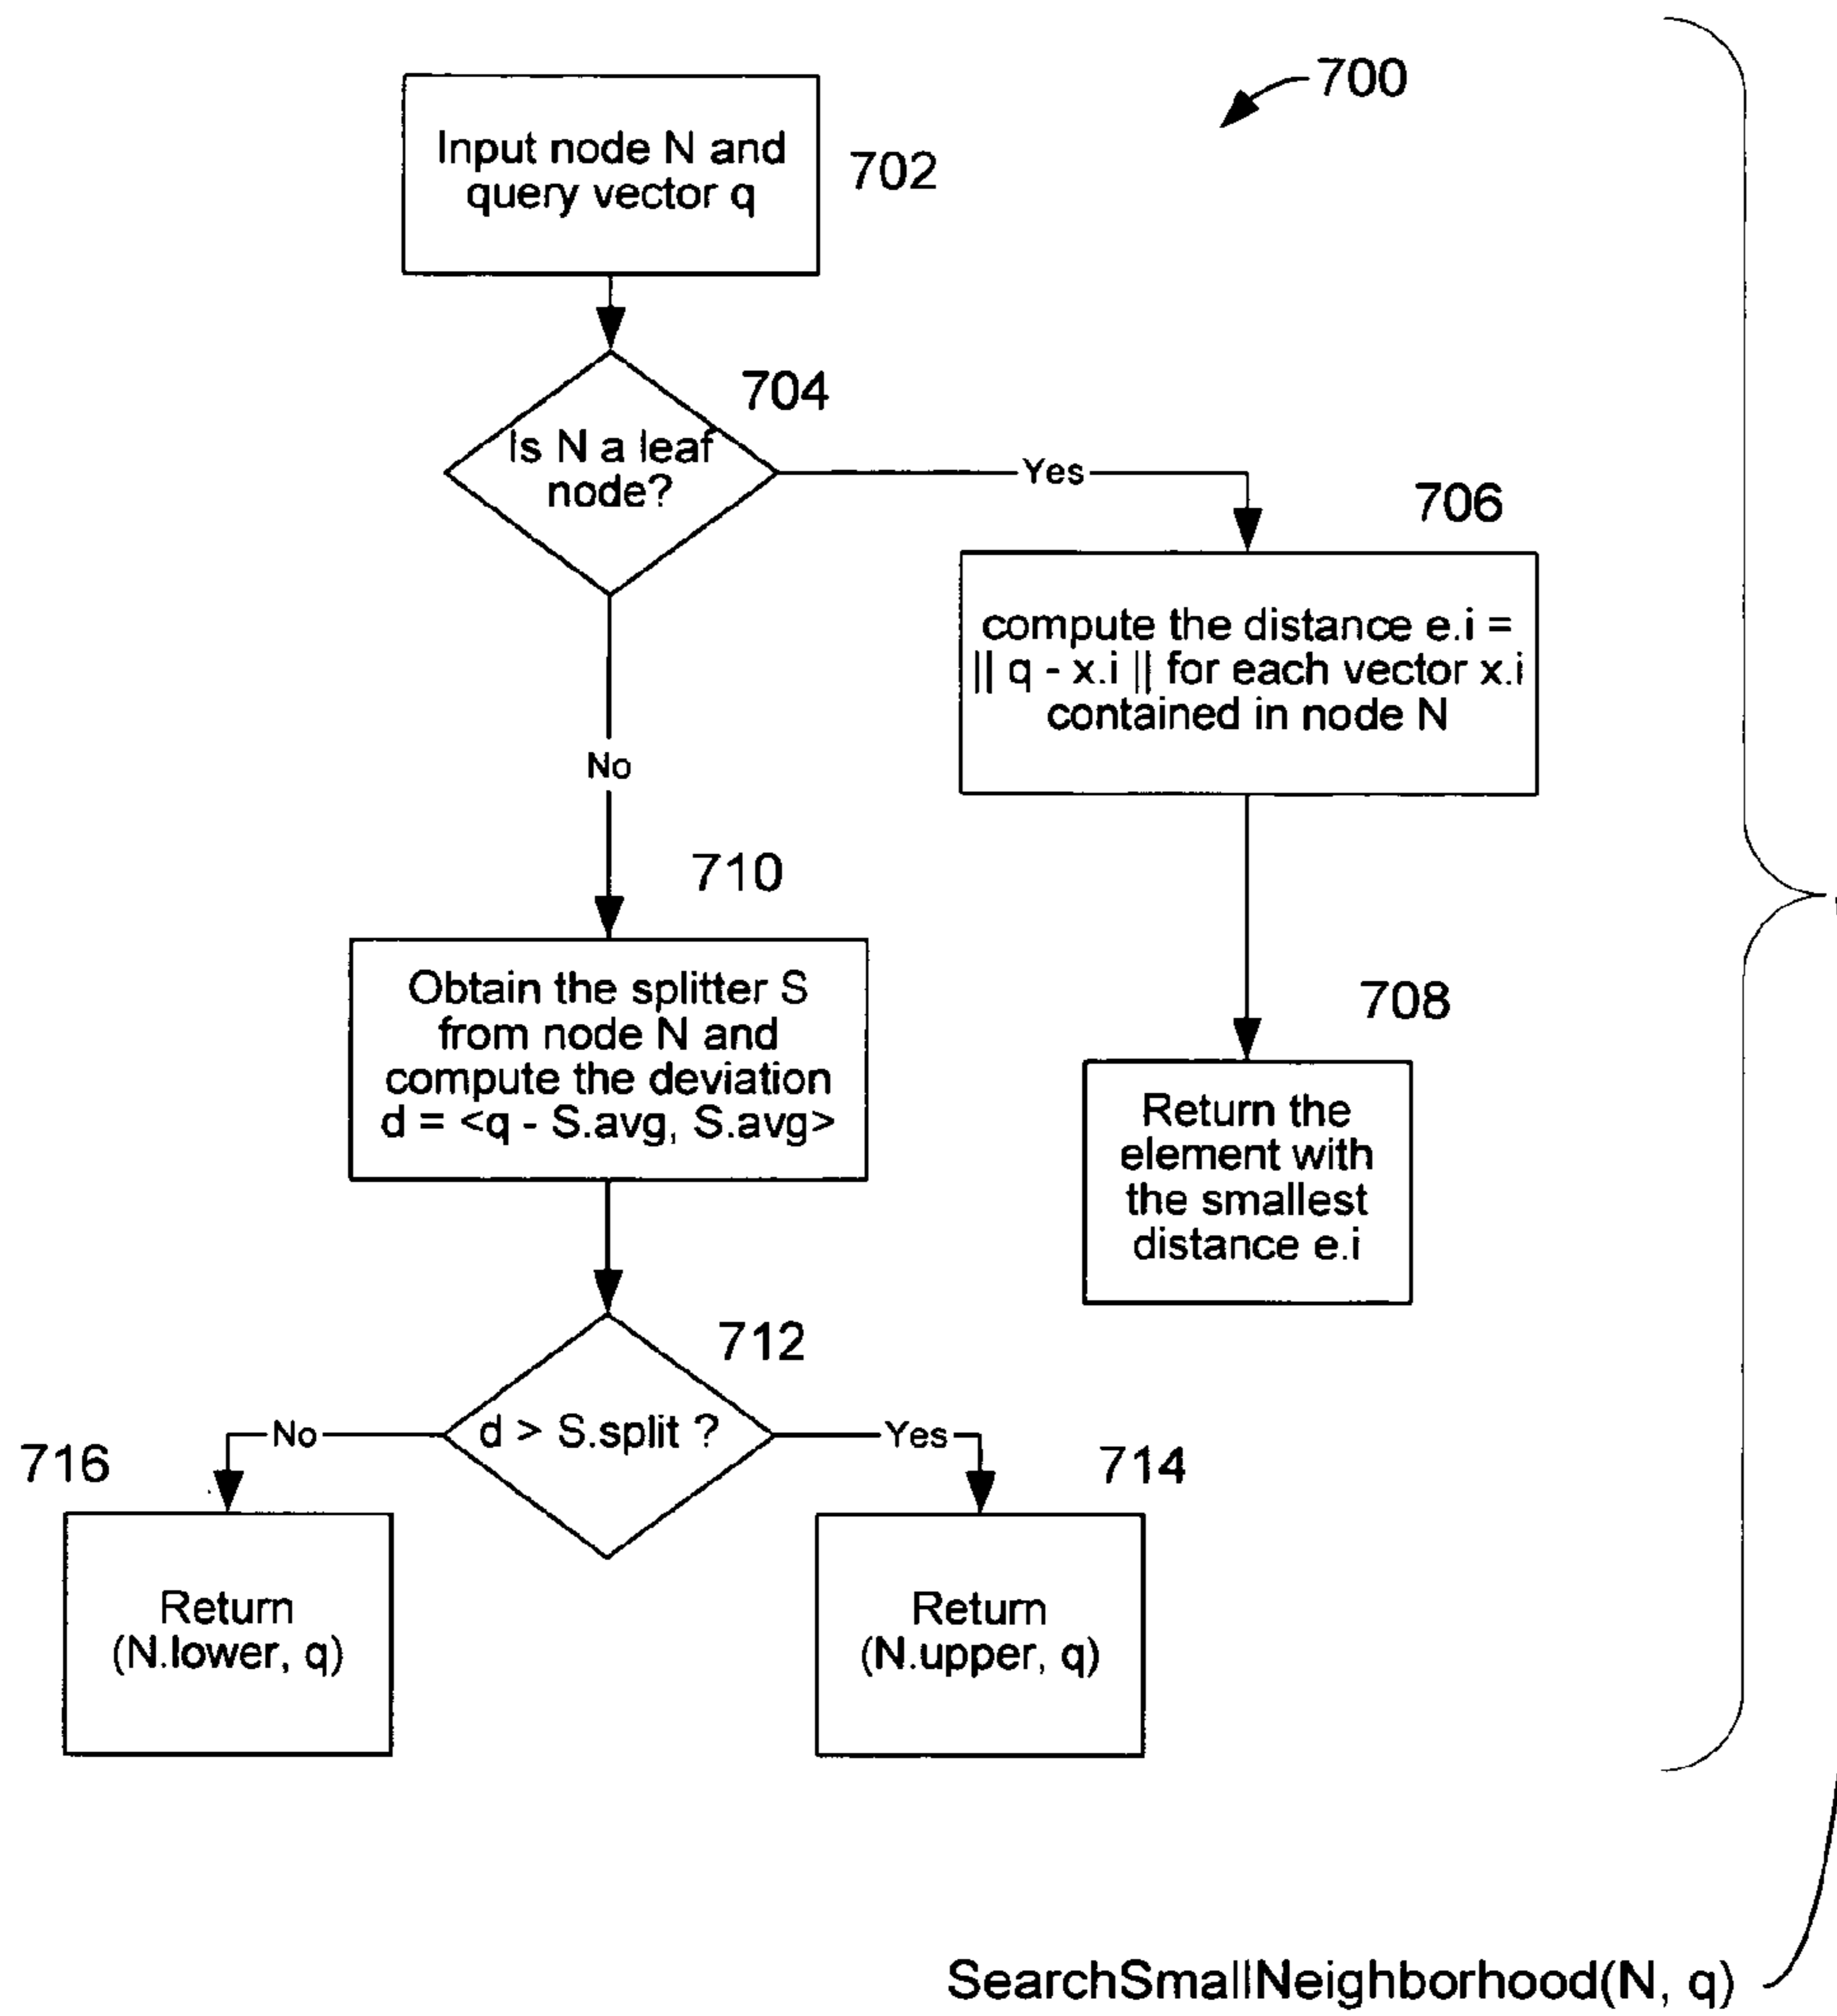 700
Input node N and
query vector q
702
704
Is N a leaf
node?
Yes
706
compute the distance e.i =
|| q - x.i || for each vector x.i
contained in node N
No
710
Obtain the splitter S
from node N and
compute the deviation
d = <q - S.avg, S.avg>
708
Return the
element with
the smallest
distance e.i
712
d > S.split ?
No
Yes
716
714
Return
(N.lower, q)
Return
(N.upper, q)
SearchSmallNeighborhood(N, q)